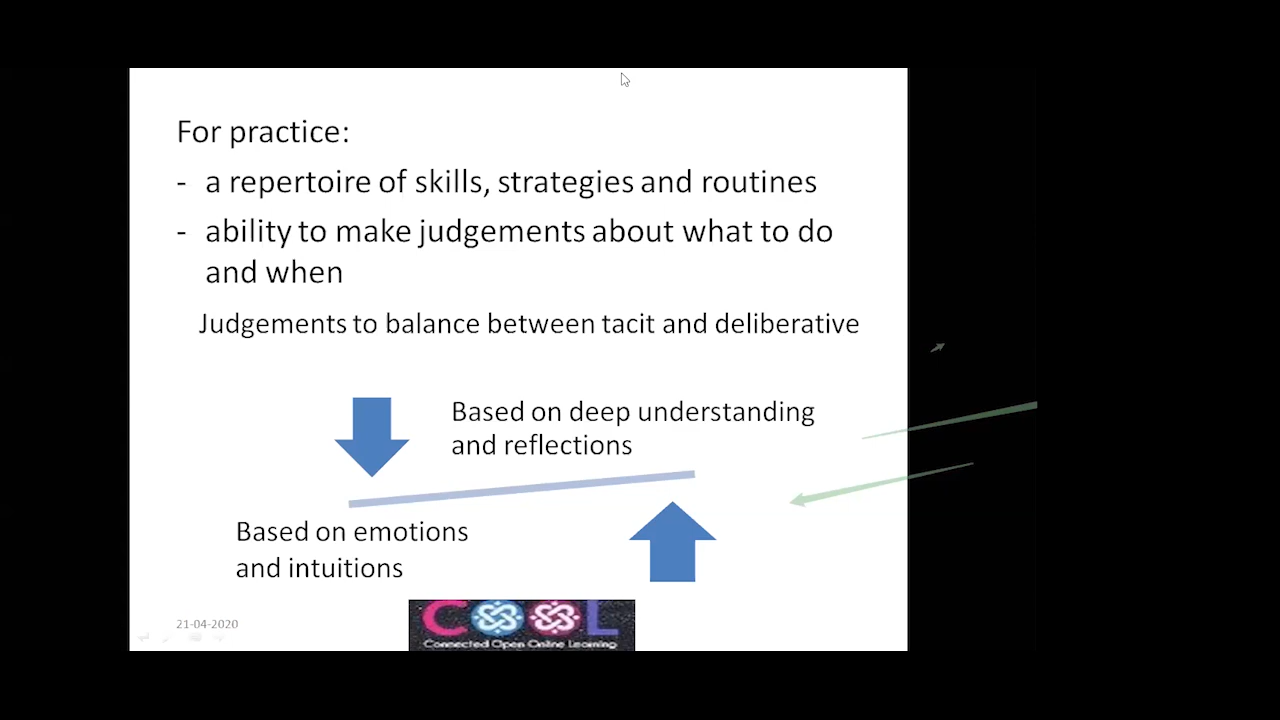 For practice:
- a repertoire of skills, strategies and routines
- ability to make judgements about what to do
and when
Judgements to balance between tacit and deliberative
Based on deep understanding
and reflections
Based on emotions
and intuitions
21-04-2020
COOL
Connected Open Online Learning